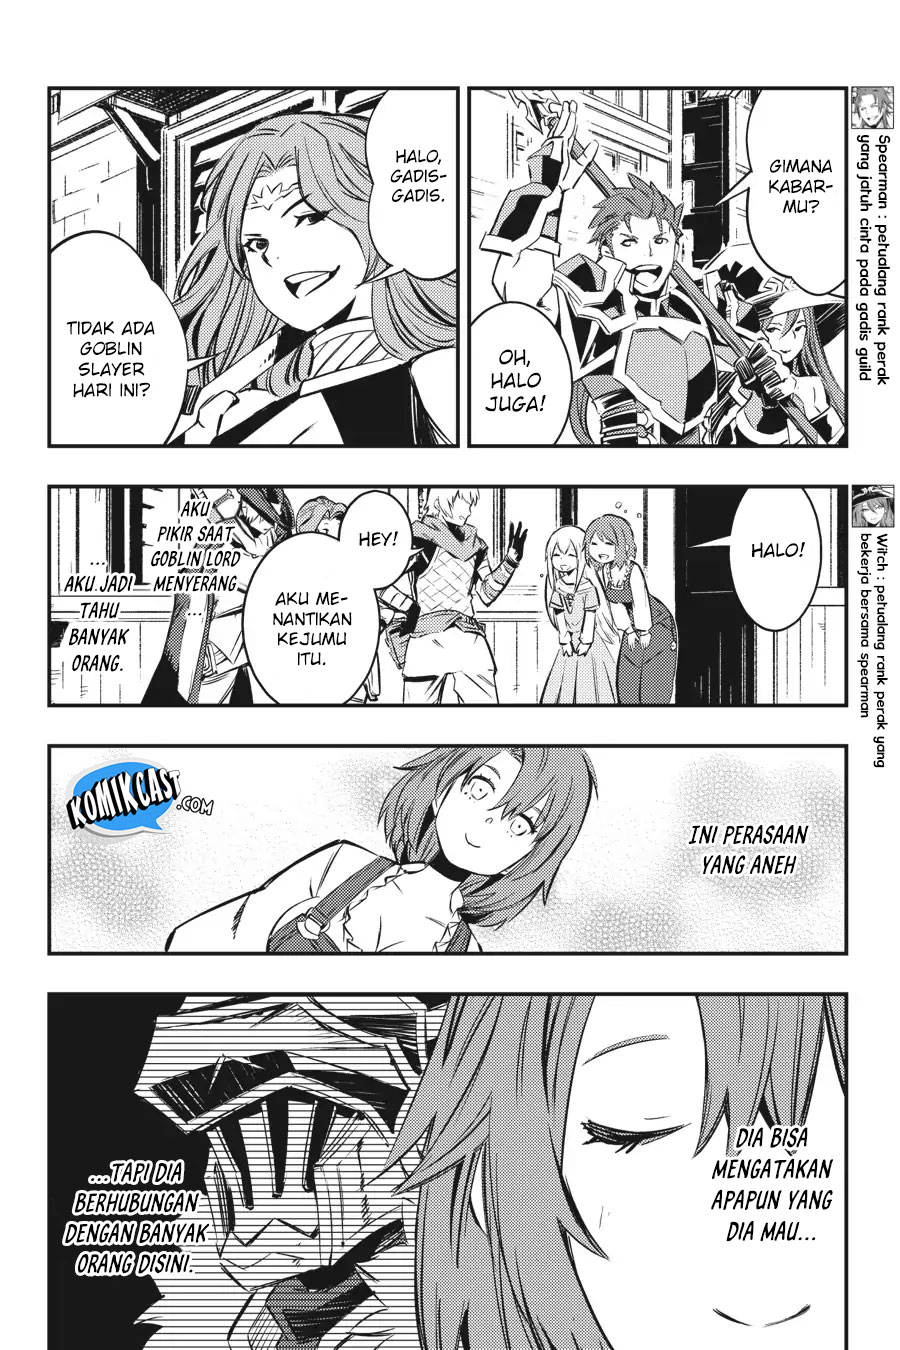 GIMANA
KABAR-
MU?
OH,
HALO
JUGA!
Spearman : petualang rank perak
yang jatuh cinta pada gadis guild
HALO,
GADIS-
GADIS.
TIDAK ADA
GOBLIN
SLAYER
HARI INI?
HALO!
Witch : petualang rank perak yang
bekerja bersama spearman
HEY!
AKU ME-
NANTIKAN
KEJUMU
ITU.
AKU
PIKIR SAAT
GOBLIN LORD
MENYERANG
...
...
AKU JADI
TAHU
BANYAK
ORANG.
INI PERASAAN
YANG ANEH
KOMIKCAST
.COM
DIA BISA
MENGATAKAN
APAPUN YANG
DIA MAU...
...TAPI DIA
BERHUBUNGAN
DENGAN BANYAK
ORANG DISINI.